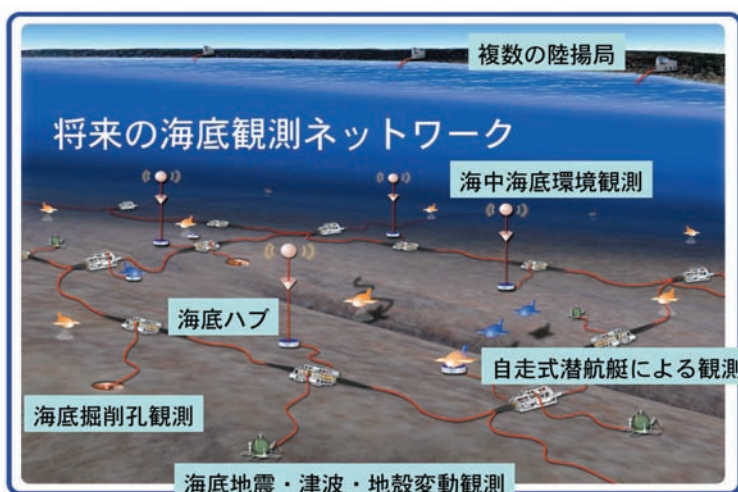 複数の陸揚局
将来の海底観測ネットワーク
海中海底環境観測
海底ハブ
自走式潜航艇による観測
海底掘削孔観測
海底地震・津波・地殻変動観測